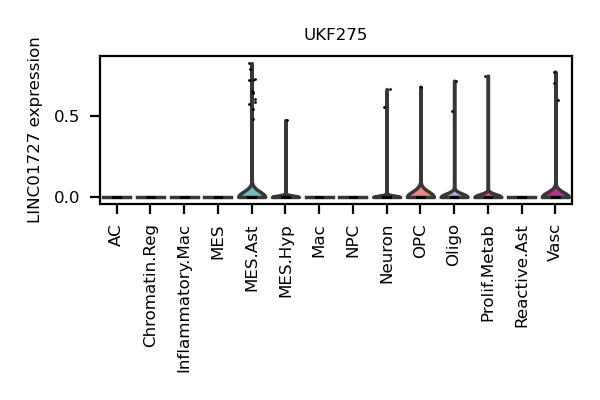 UKF275
LINC01727 expression
0.5
0.0
AC
Chromatin.Reg
Inflammatory.Mac
MES
MES.Ast
MES.Hyp
Mac
NPC
Neuron
OPC
Oligo
Prolif.Metab
Reactive.Ast
Vasc